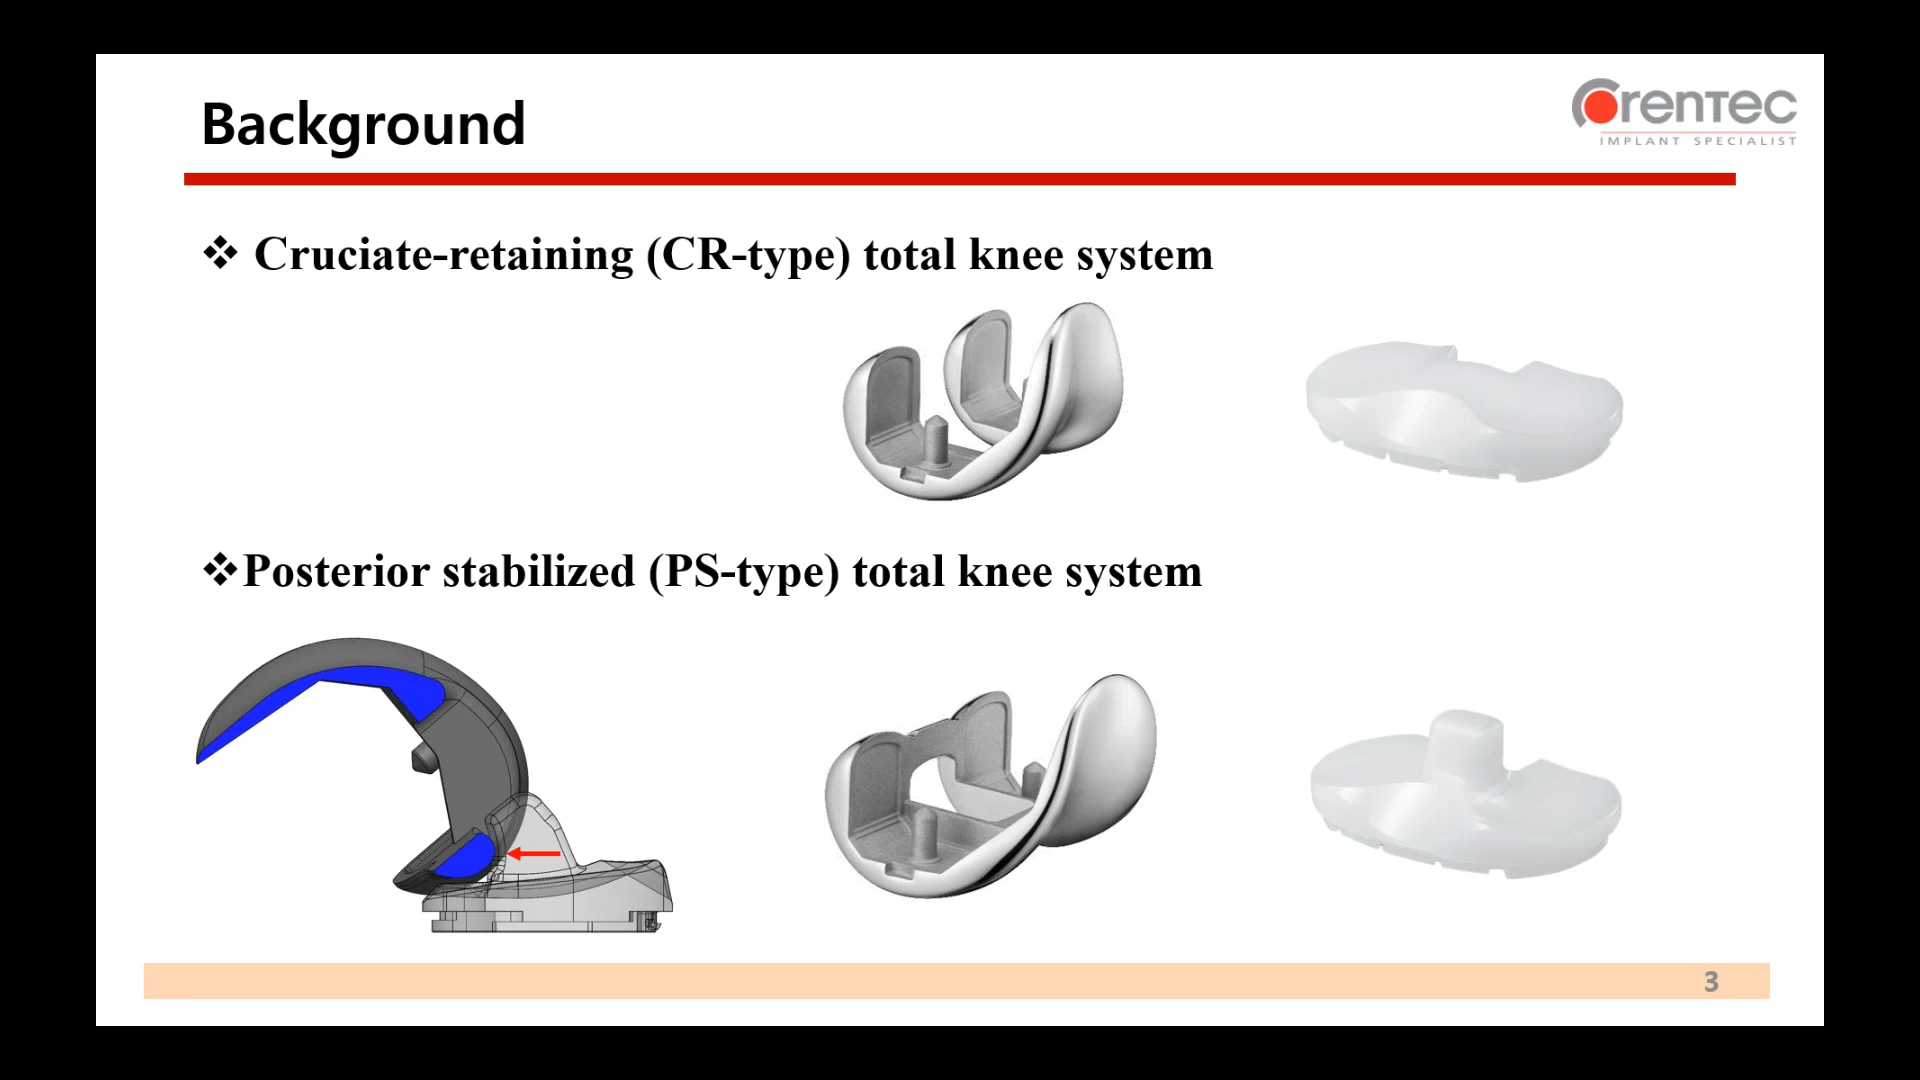 Background
Corentec
IMPLANT SPECIALIST
❖ Cruciate-retaining (CR-type) total knee system
❖Posterior stabilized (PS-type) total knee system
3